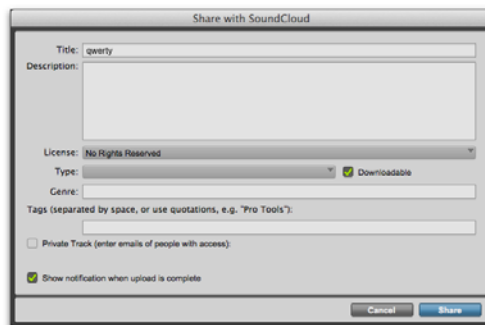 Share with SoundCloud
Title: qwerty
Description:
License: No Rights Reserved
Type: Downloadable
Genre:
Tags (separated by space, or use quotations, e.g. "Pro Tools"):
Private Track (enter emails of people with access):
Show notification when upload is complete
Cancel Share